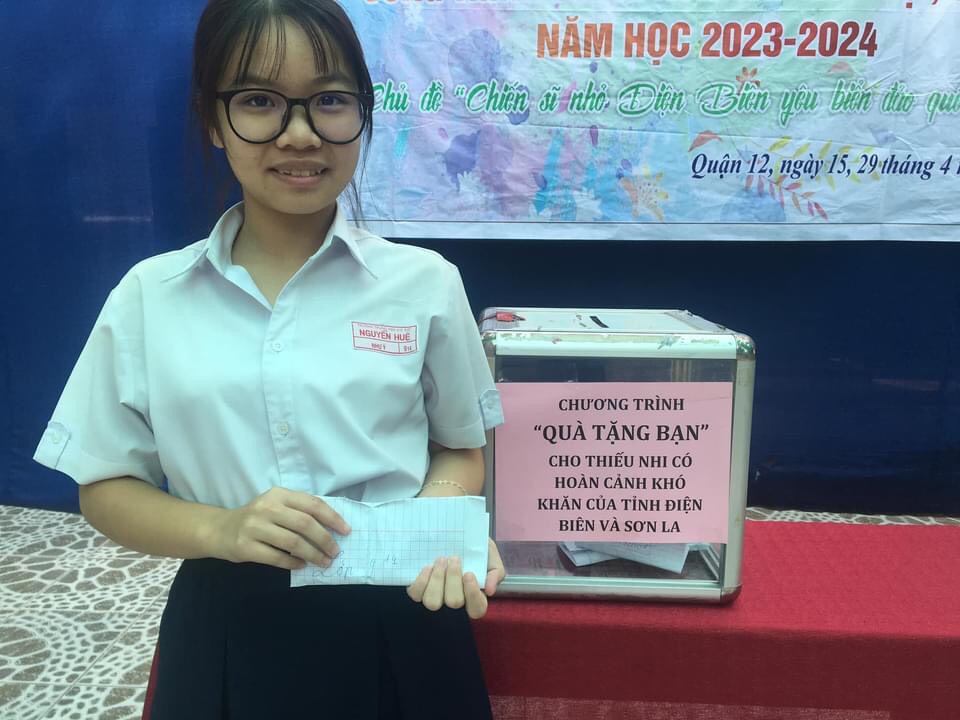 NĂM HỌC 2023-2024
Chủ đề "Chiến sĩ nhỏ Điện Biên yêu biển đảo quê
Quận 12, ngày 15, 29 tháng 4
NGUYỄN HUỆ
NHƯ Ý
CHƯƠNG TRÌNH
"QUÀ TẶNG BẠN"
CHO THIẾU NHI CÓ
HOÀN CẢNH KHÓ
KHĂN CỦA TỈNH ĐIỆN
BIÊN VÀ SƠN LA